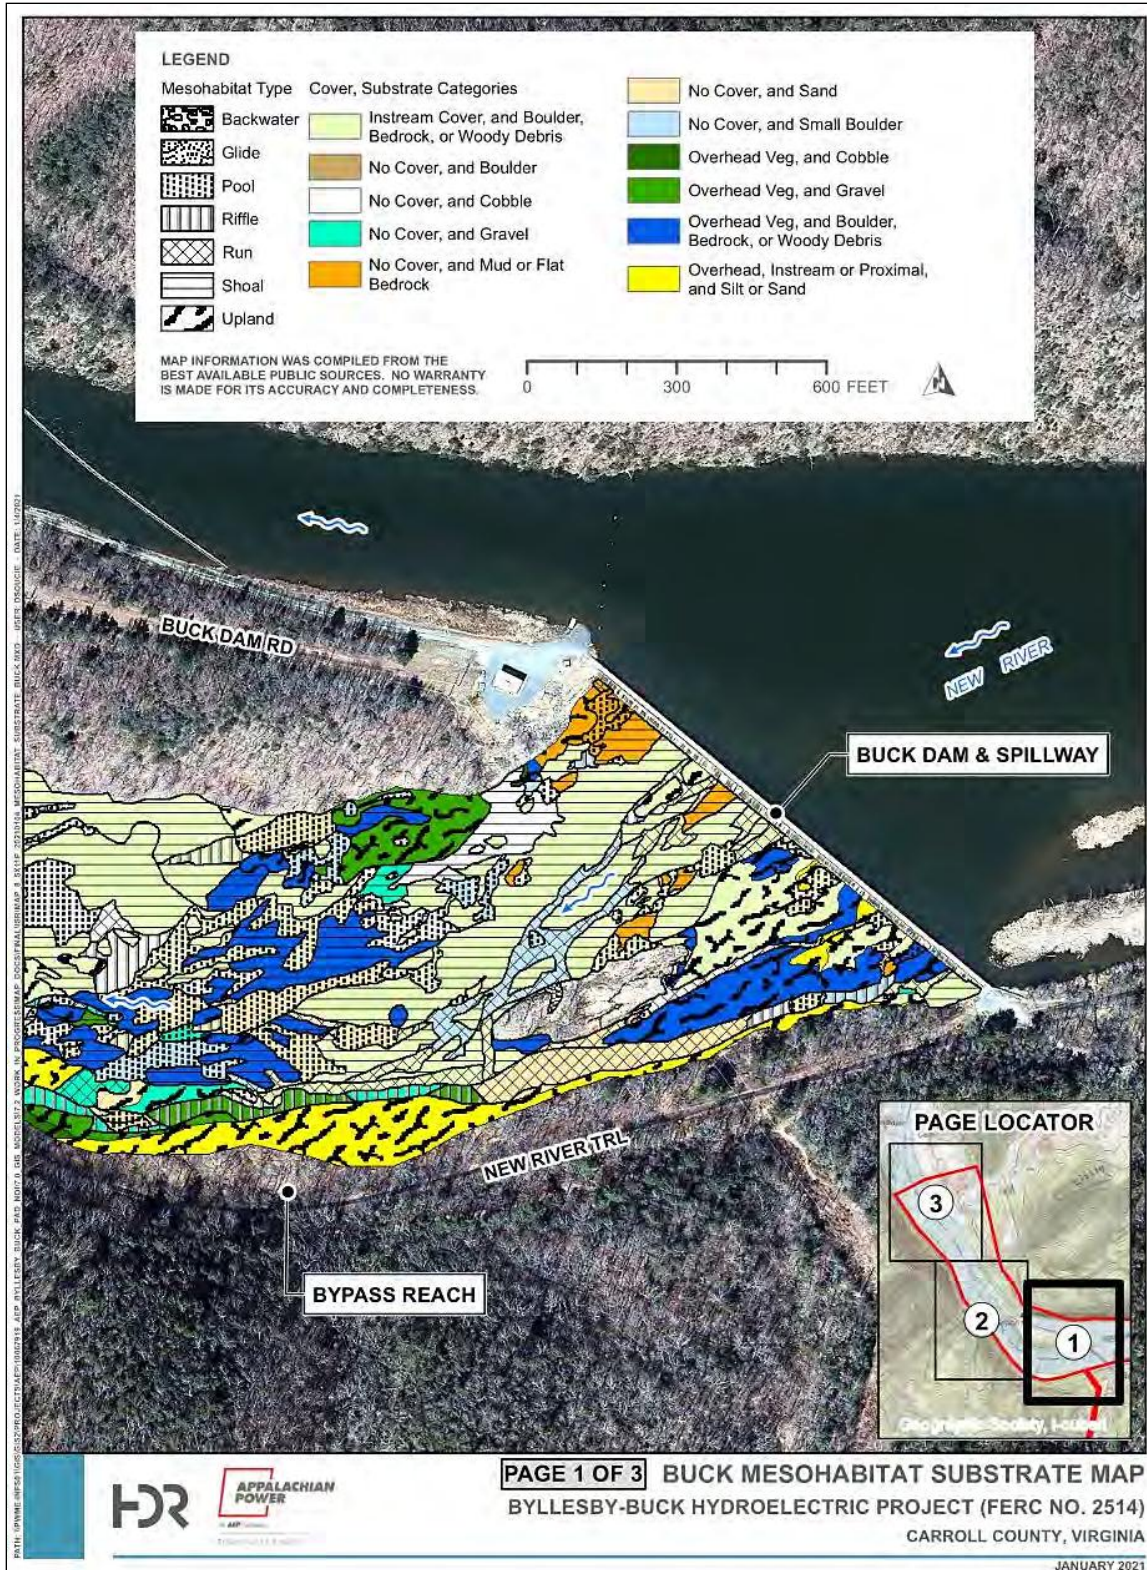 LEGEND
Mesohabitat Type
Backwater
Glide
Pool
Riffle
Run
Shoal
Upland
Cover, Substrate Categories
Instream Cover, and Boulder,
Bedrock, or Woody Debris
No Cover, and Boulder
No Cover, and Cobble
No Cover, and Gravel
No Cover, and Mud or Flat
Bedrock
No Cover, and Sand
No Cover, and Small Boulder
Overhead Veg, and Cobble
Overhead Veg, and Gravel
Overhead Veg, and Boulder,
Bedrock, or Woody Debris
Overhead, Instream or Proximal,
and Silt or Sand
MAP INFORMATION WAS COMPILED FROM THE
BEST AVAILABLE PUBLIC SOURCES. NO WARRANTY
IS MADE FOR ITS ACCURACY AND COMPLETENESS.
0 300 600 FEET
N
BUCK DAM RD
NEW RIVER
BUCK DAM & SPILLWAY
NEW RIVER TRL
BYPASS REACH
PAGE LOCATOR
3
2
1
Geographic Society, i-cubed
HDR
APPALACHIAN
POWER
PAGE 1 OF 3 BUCK MESOHABITAT SUBSTRATE MAP
BYLLESBY-BUCK HYDROELECTRIC PROJECT (FERC NO. 2514)
CARROLL COUNTY, VIRGINIA
JANUARY 2021